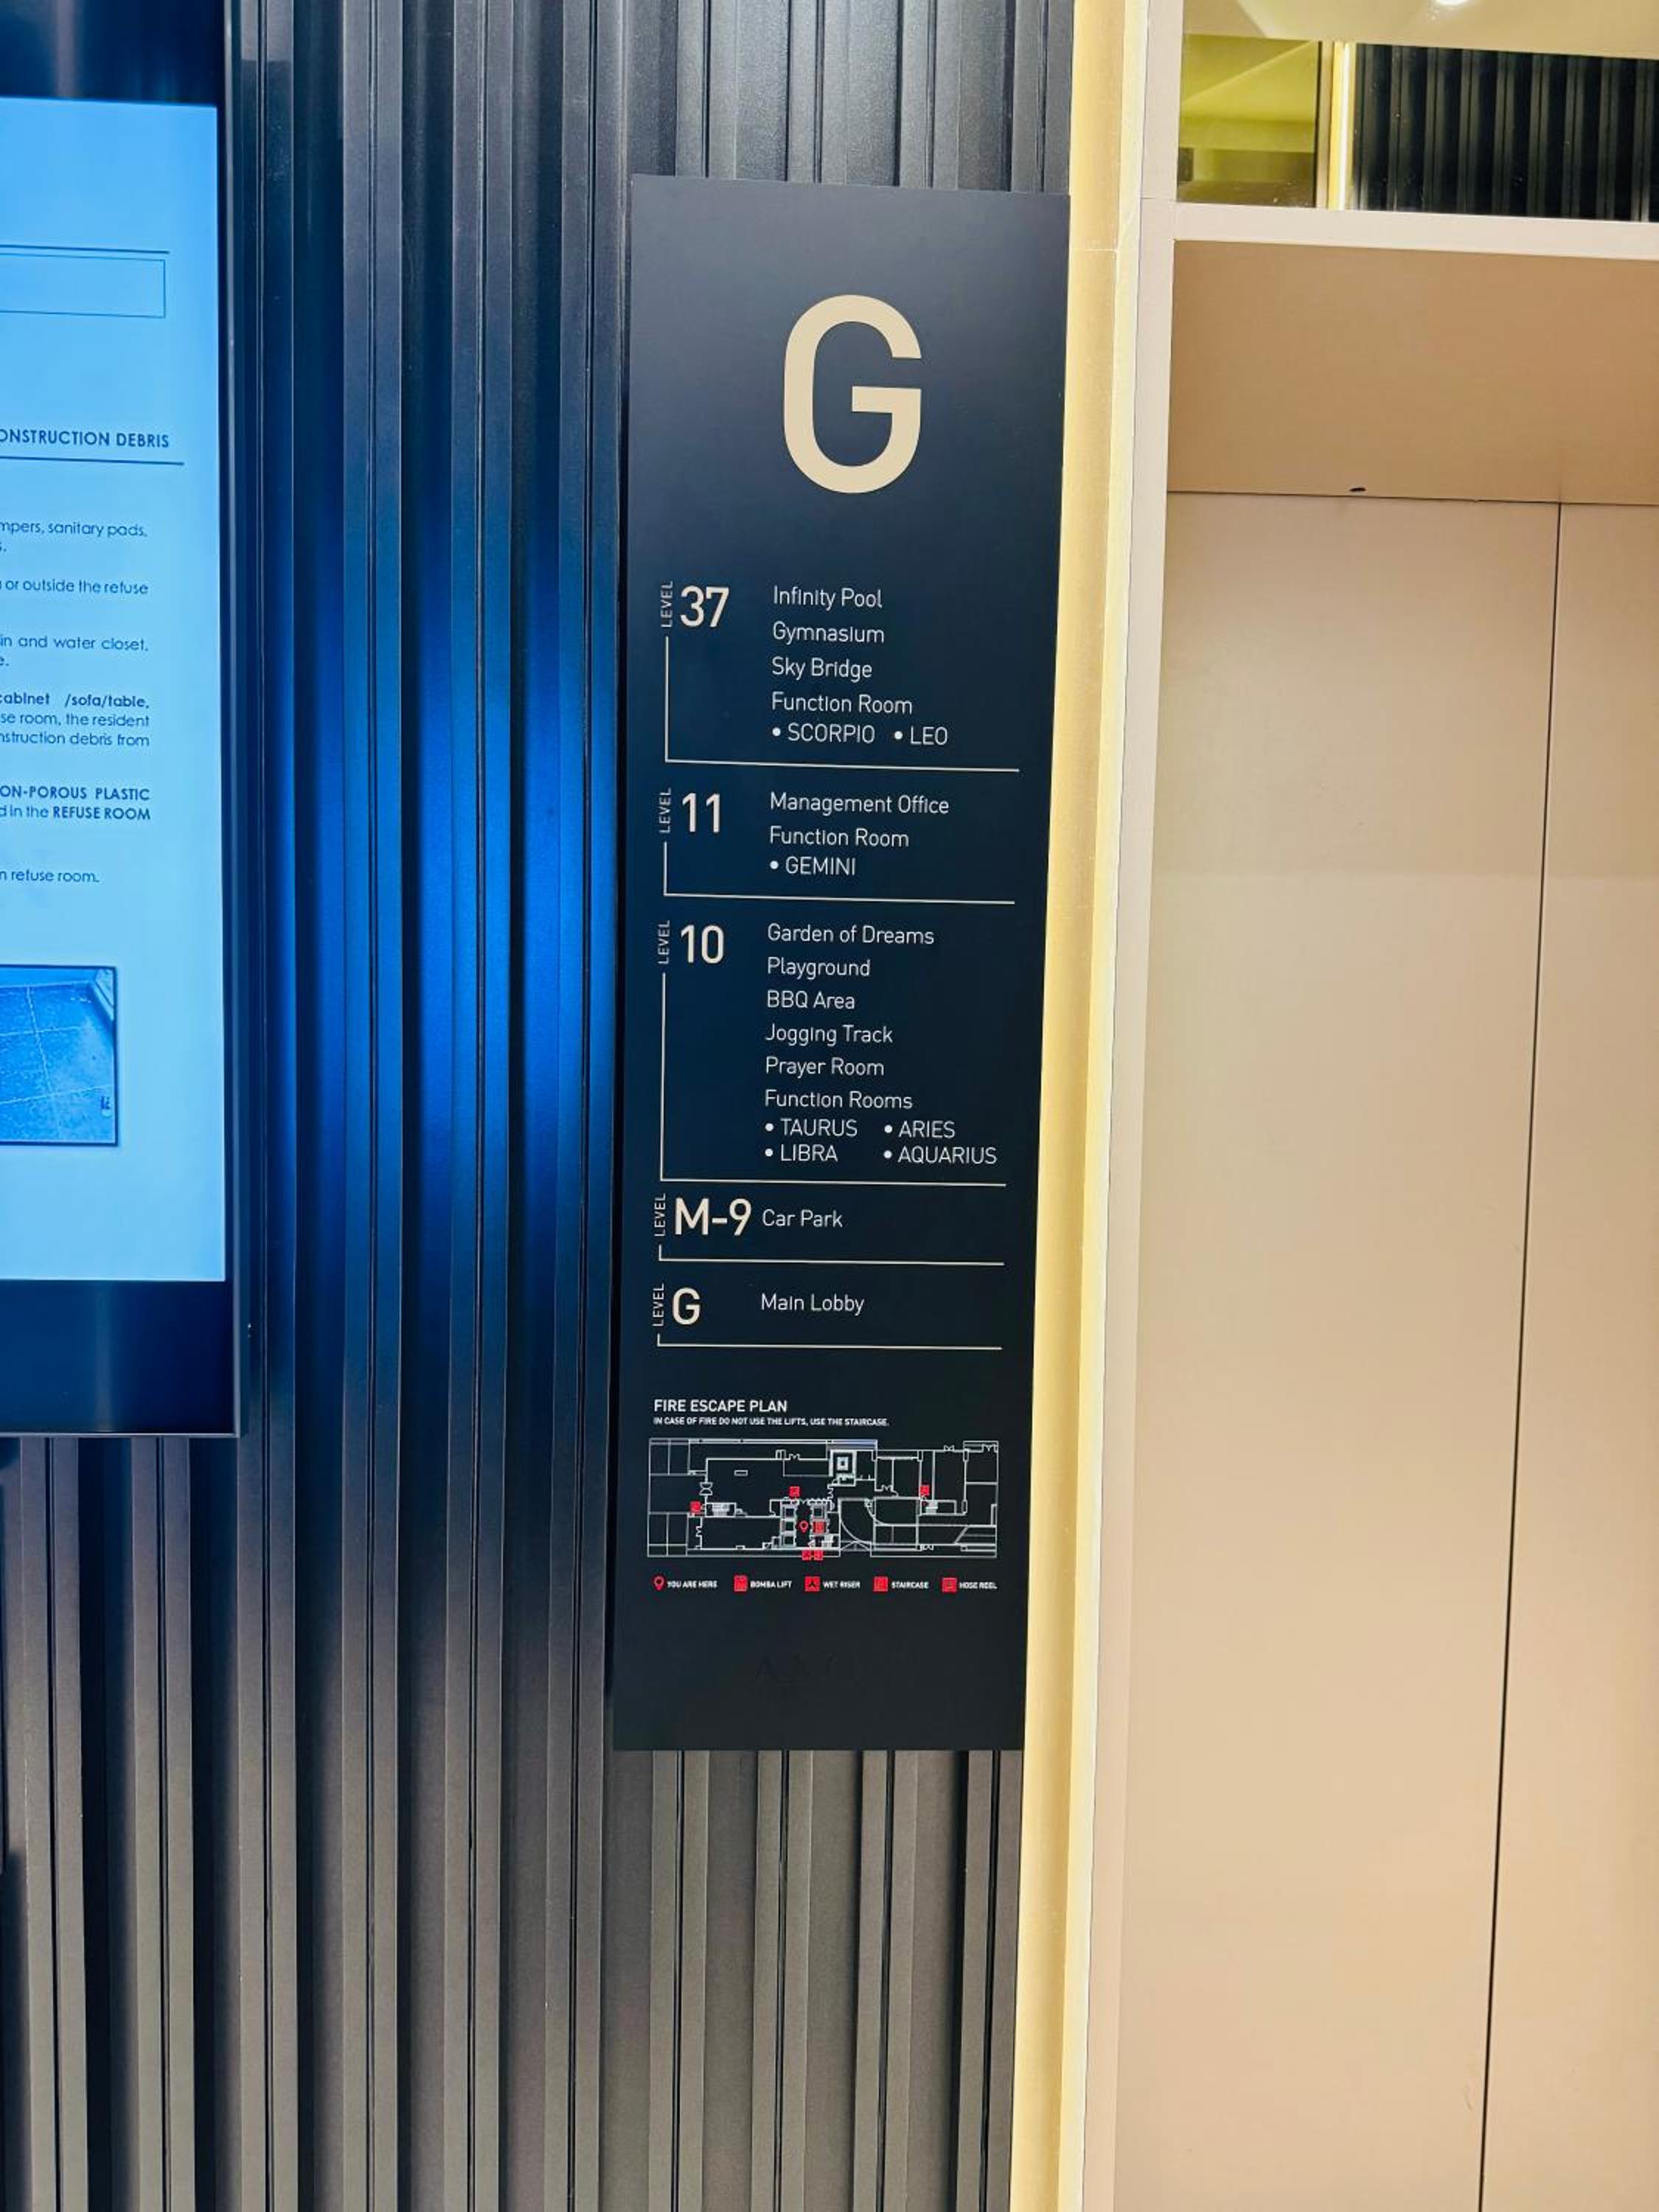 ONSTRUCTION DEBRIS
mpers, sanitary pads,
s.
or outside the refuse
in and water closet,
e.
cabinet /sofa/table,
se room, the resident
nstruction debris from
ON-POROUS PLASTIC
d in the REFUSE ROOM
n refuse room.
G
LEVEL 37 Infinity Pool
Gymnasium
Sky Bridge
Function Room
• SCORPIO • LEO
LEVEL 11 Management Office
Function Room
• GEMINI
LEVEL 10 Garden of Dreams
Playground
BBQ Area
Jogging Track
Prayer Room
Function Rooms
• TAURUS • ARIES
• LIBRA • AQUARIUS
LEVEL M-9 Car Park
LEVEL G Main Lobby
FIRE ESCAPE PLAN
IN CASE OF FIRE DO NOT USE THE LIFTS, USE THE STAIRCASE.
YOU ARE HERE BOMBA LIFT WET RISER STAIRCASE HOSE REEL